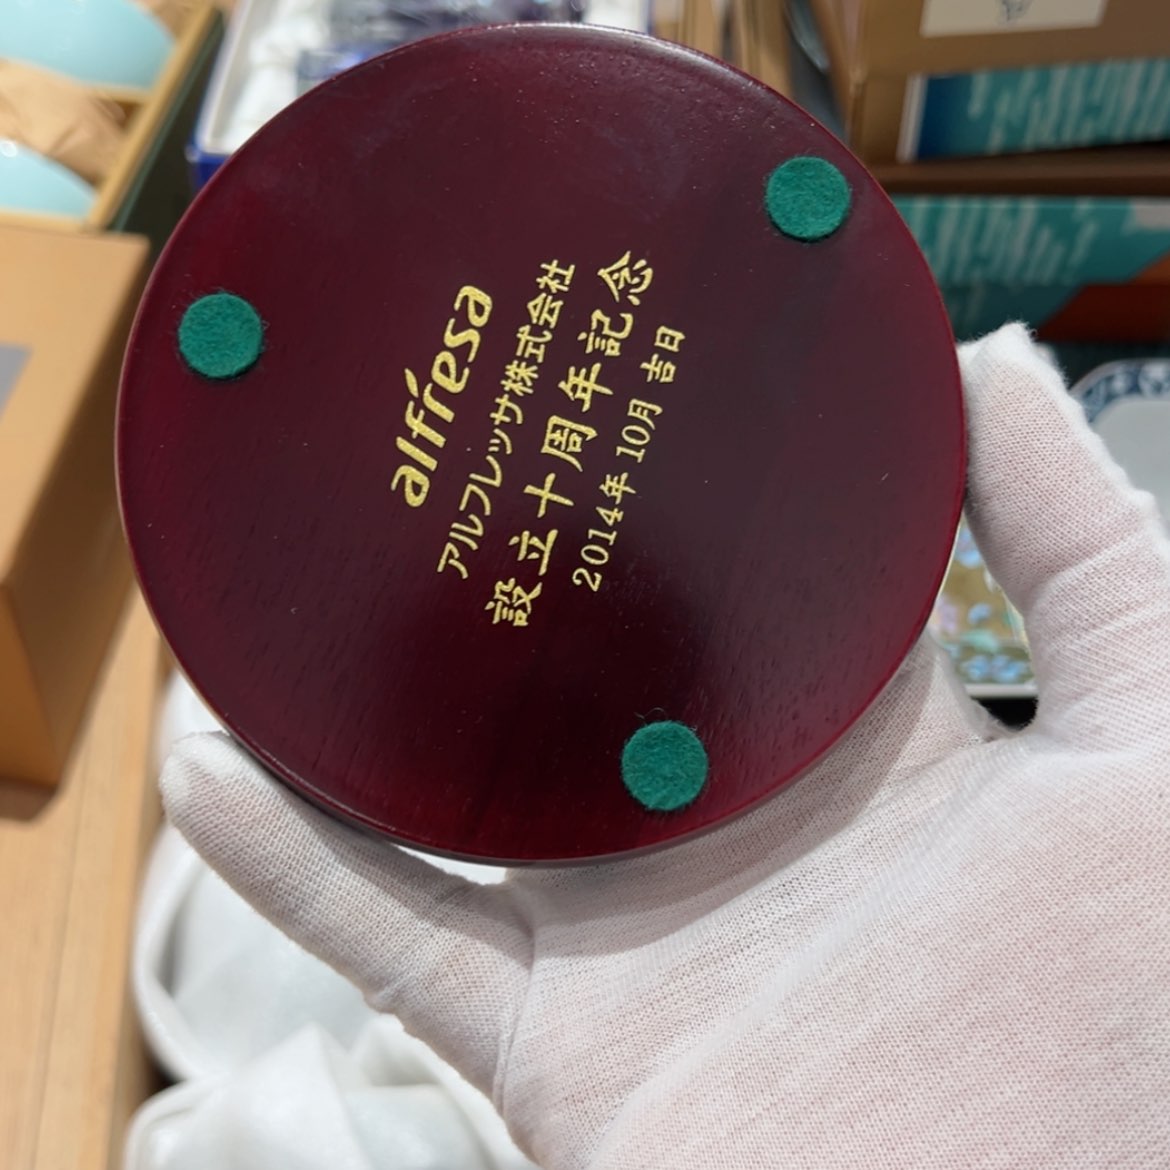 alfresa
アルフレッサ株式会社
設立十周年記念
2014年 10月 吉日